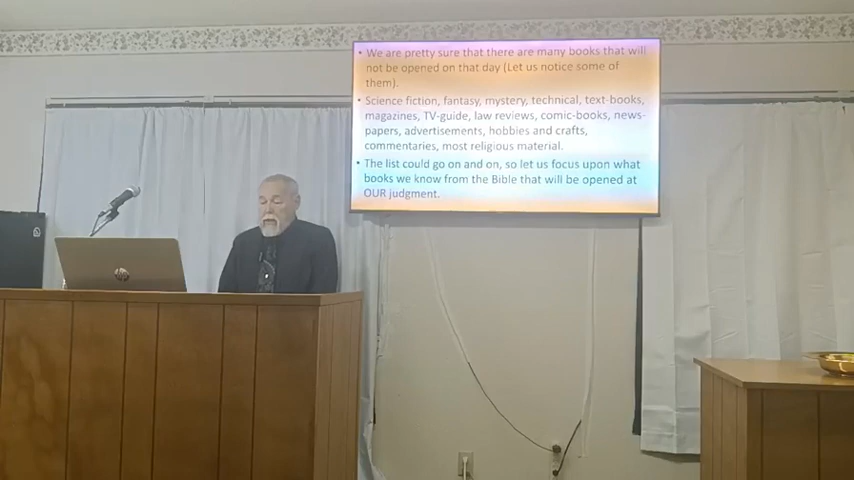 • We are pretty sure that there are many books that will
not be opened on that day (Let us notice some of
them).
• Science fiction, fantasy, mystery, technical, text-books,
magazines, TV-guide, law reviews, comic-books, news-
papers, advertisements, hobbies and crafts,
commentaries, most religious material.
• The list could go on and on, so let us focus upon what
books we know from the Bible that will be opened at
OUR judgment.
hp